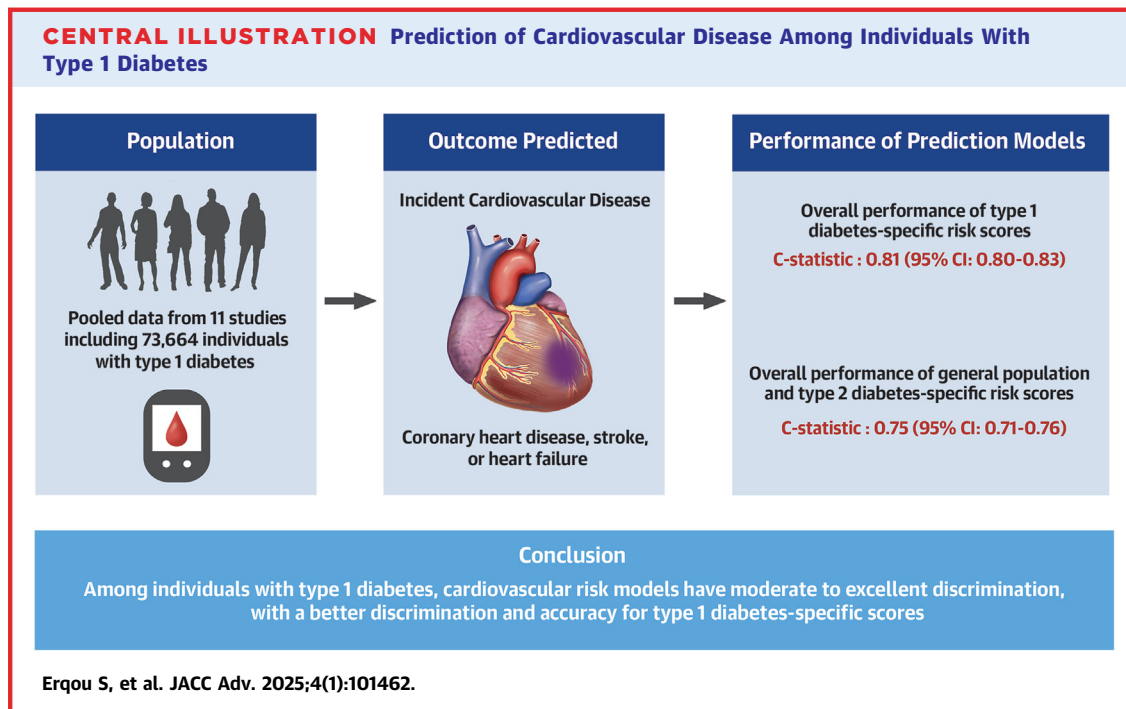 CENTRAL ILLUSTRATION Prediction of Cardiovascular Disease Among Individuals With
Type 1 Diabetes
Population
Pooled data from 11 studies
including 73,664 individuals
with type 1 diabetes
Outcome Predicted
Incident Cardiovascular Disease
Coronary heart disease, stroke,
or heart failure
Performance of Prediction Models
Overall performance of type 1
diabetes-specific risk scores
C-statistic : 0.81 (95% CI: 0.80-0.83)
Overall performance of general population
and type 2 diabetes-specific risk scores
C-statistic : 0.75 (95% CI: 0.71-0.76)
Conclusion
Among individuals with type 1 diabetes, cardiovascular risk models have moderate to excellent discrimination,
with a better discrimination and accuracy for type 1 diabetes-specific scores
Erqou S, et al. JACC Adv. 2025;4(1):101462.